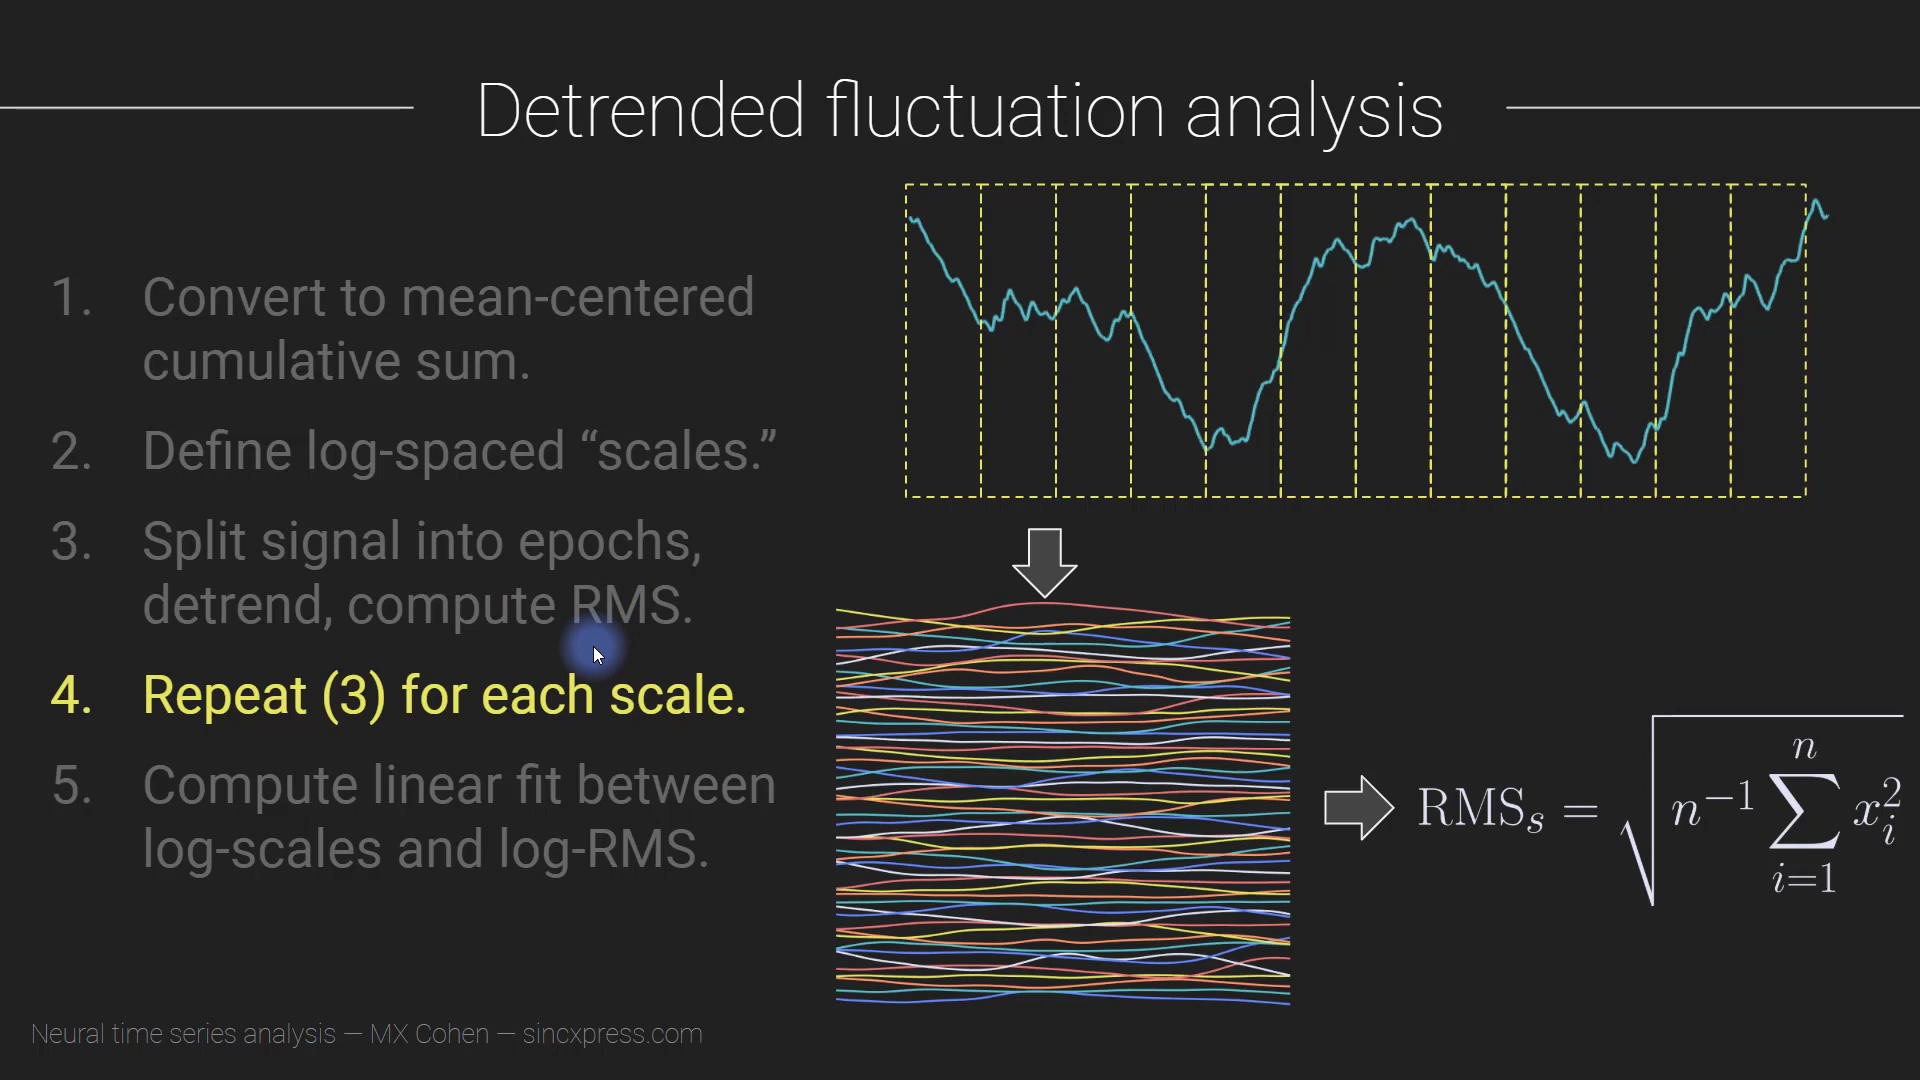 Detrended fluctuation analysis
1. Convert to mean-centered
cumulative sum.
2. Define log-spaced “scales.”
3. Split signal into epochs,
detrend, compute RMS.
4. Repeat (3) for each scale.
5. Compute linear fit between
log-scales and log-RMS.
RMSₛ = √(n⁻¹ ∑ᵢ₌₁ⁿ xᵢ²)
Neural time series analysis — MX Cohen — sincxpress.com